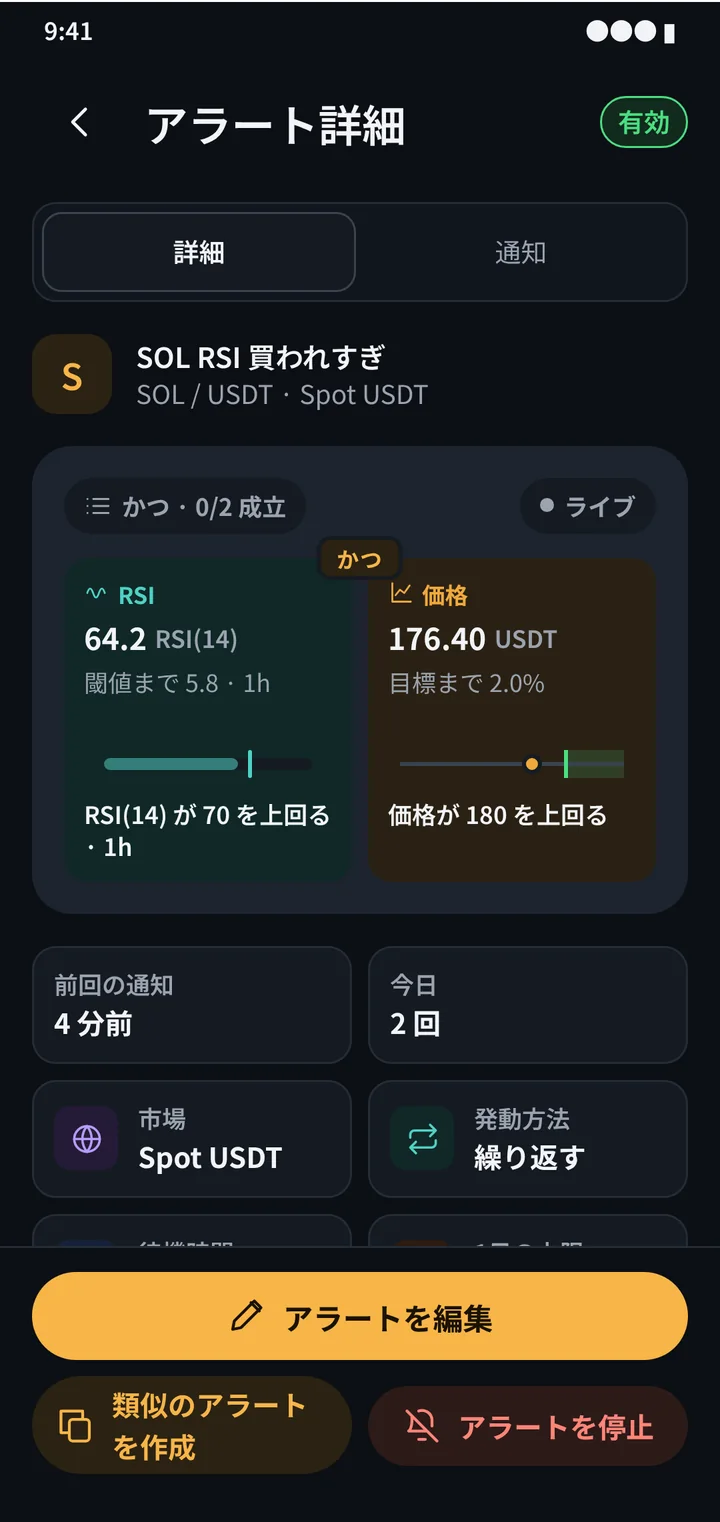 9:41
アラート詳細
有効
詳細
通知
S
SOL RSI 買われすぎ
SOL / USDT · Spot USDT
かつ · 0/2 成立
ライブ
かつ
RSI
64.2 RSI(14)
閾値まで 5.8 · 1h
RSI(14) が 70 を上回る
· 1h
価格
176.40 USDT
目標まで 2.0%
価格が 180 を上回る
前回の通知
4 分前
今日
2 回
市場
Spot USDT
発動方法
繰り返す
アラートを編集
類似のアラート
を作成
アラートを停止